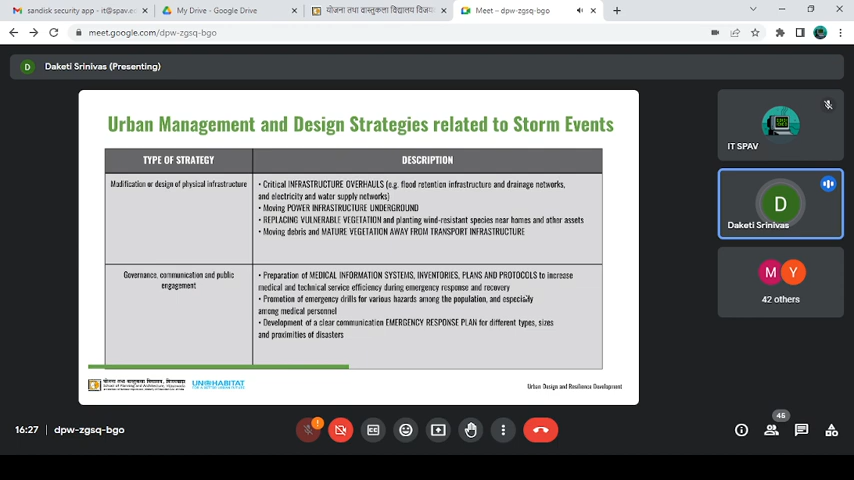 sandisk security app - it@spav.ec
My Drive - Google Drive
योजना तथा वास्तुकला विद्यालय विजय
Meet – dpw-zgsq-bgo
meet.google.com/dpw-zgsq-bgo
D
Daketi Srinivas (Presenting)
Urban Management and Design Strategies related to Storm Events
TYPE OF STRATEGY
DESCRIPTION
Madification or design of physical infrastructure
• Critical INFRASTRUCTURE OVERHAULS (e.g. flood retention infrastructure and drainage networks,
and electricity and water supply networks)
• Moving POWER INFRASTRUCTURE UNDERGROUND
• REPLACING VULNERABLE VEGETATION and planting wind-resistant species near homes and other assets
• Moving debris and MATURE VEGETATION AWAY FROM TRANSPORT INFRASTRUCTURE
Governance, communication and public
engagement
• Preparation of MEDICAL INFORMATION SYSTEMS, INVENTORIES, PLANS AND PROTOCOLS to increase
medical and technical service efficiency during emergency response and recovery
• Promotion of emergency drills for various hazards among the population, and especially
among medical personnel
• Development of a clear communication EMERGENCY RESPONSE PLAN for different types, sizes
and proximities of disasters
UN-HABITAT
Urban Design and Resilience Development
IT SPAV
D
Daketi Srinivas
M Y
42 others
16:27
dpw-zgsq-bgo
46